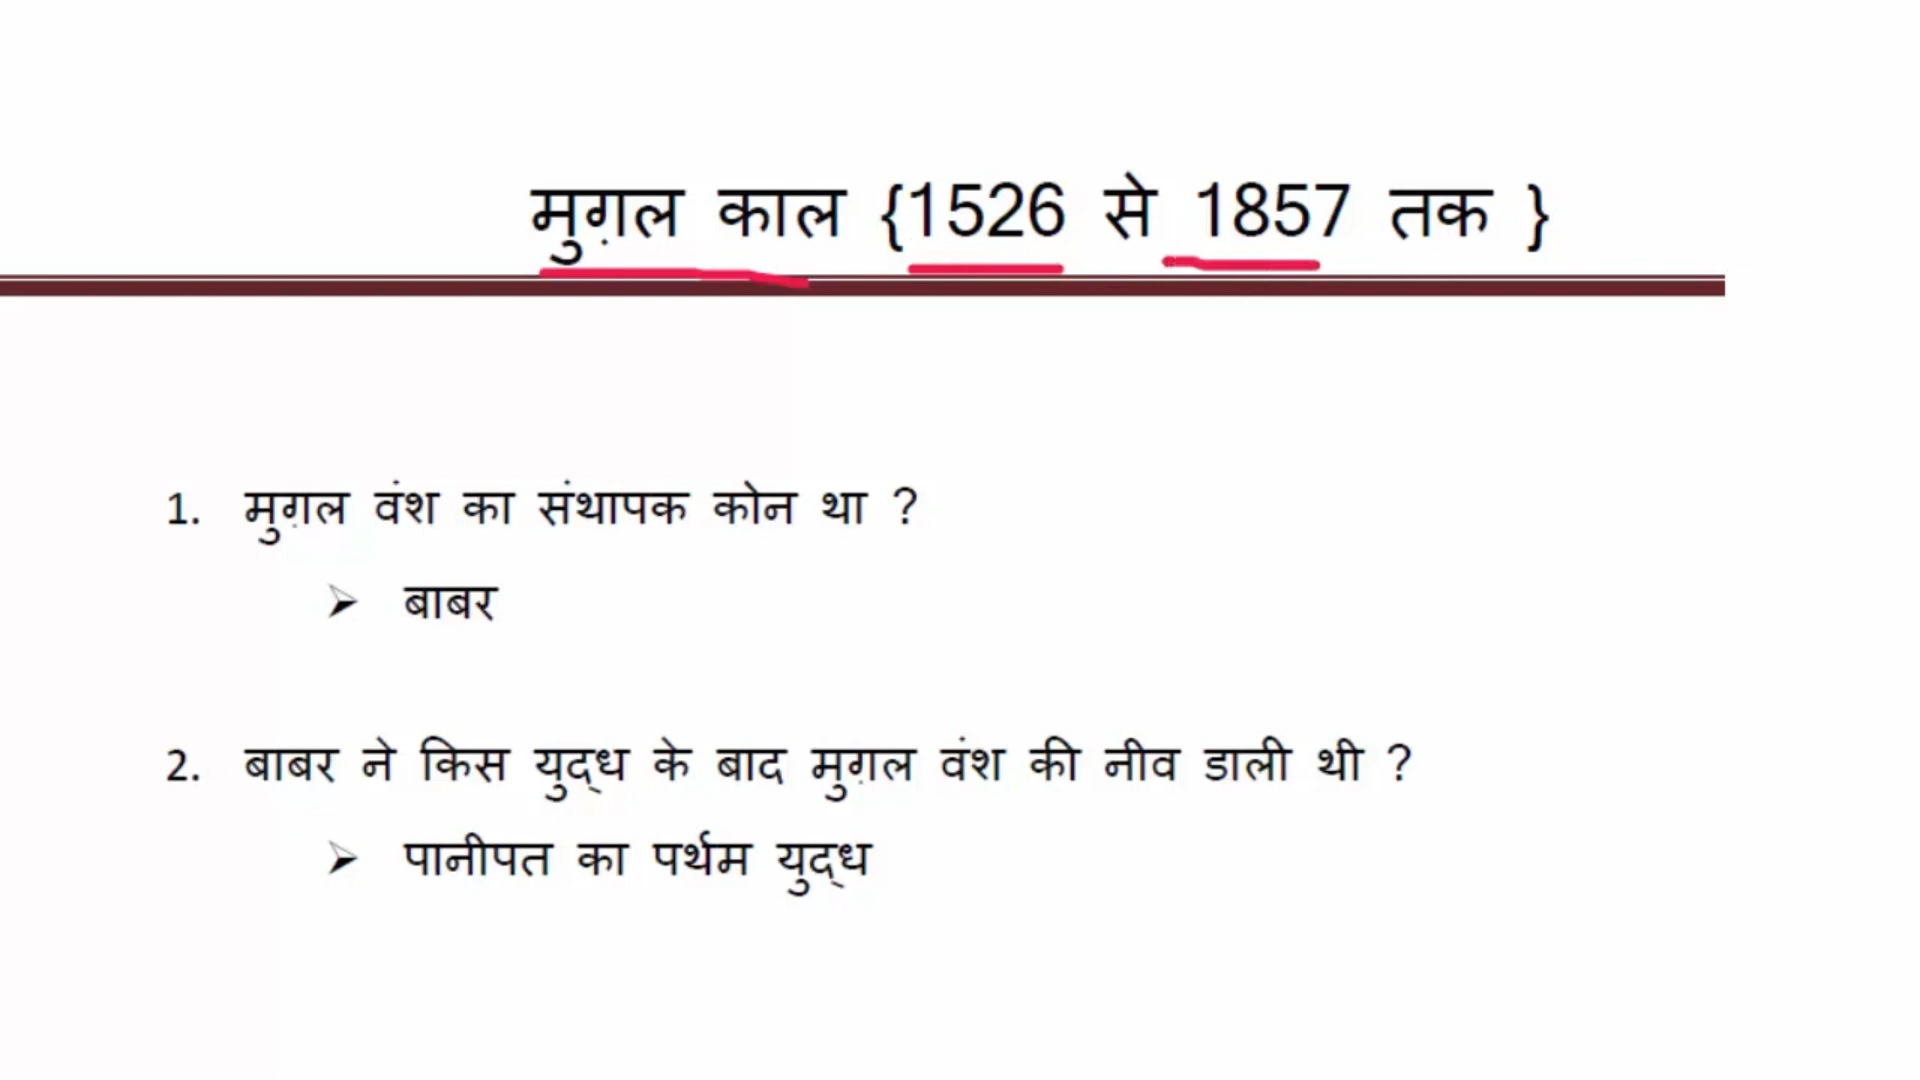 मुग़ल काल {1526 से 1857 तक }
1. मुग़ल वंश का संथापक कोन था ?
➢ बाबर
2. बाबर ने किस युद्ध के बाद मुग़ल वंश की नीव डाली थी ?
➢ पानीपत का पर्थम युद्ध